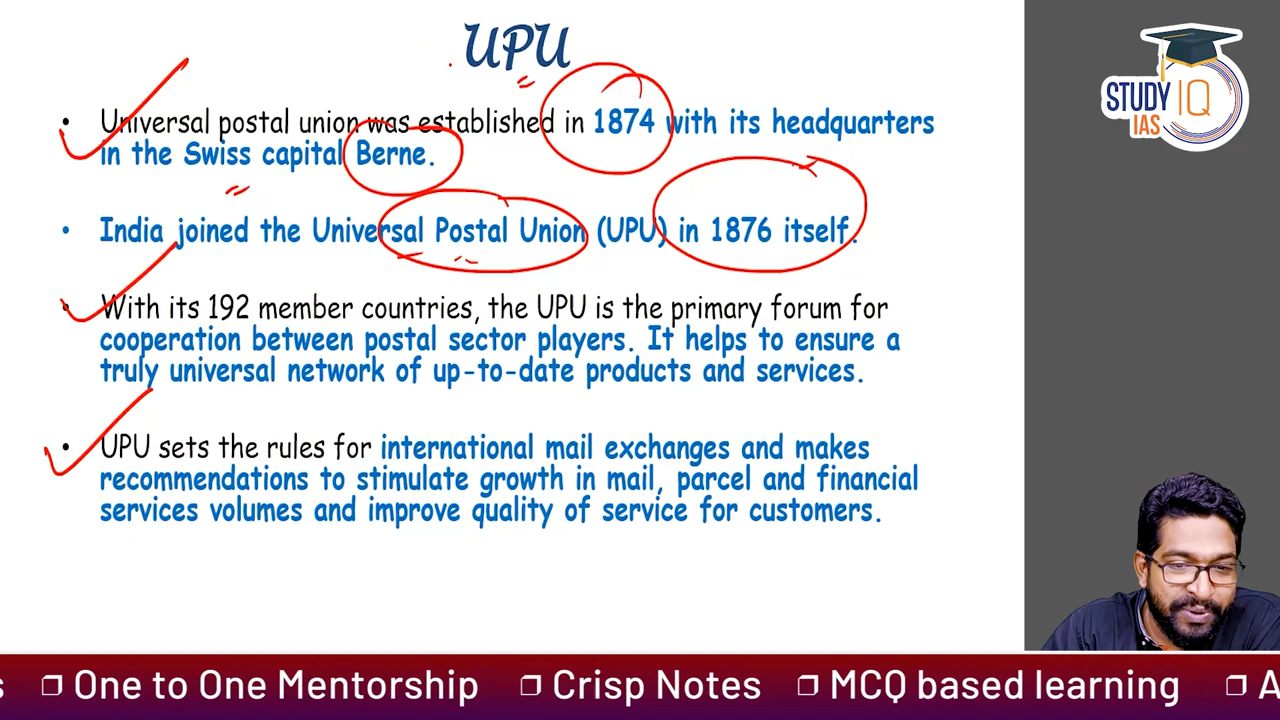 UPU
• Universal postal union was established in 1874 with its headquarters
in the Swiss capital Berne.
• India joined the Universal Postal Union (UPU) in 1876 itself.
• With its 192 member countries, the UPU is the primary forum for
cooperation between postal sector players. It helps to ensure a
truly universal network of up-to-date products and services.
• UPU sets the rules for international mail exchanges and makes
recommendations to stimulate growth in mail, parcel and financial
services volumes and improve quality of service for customers.
STUDY IQ
IAS
s ❐ One to One Mentorship ❐ Crisp Notes ❐ MCQ based learning ❐ A